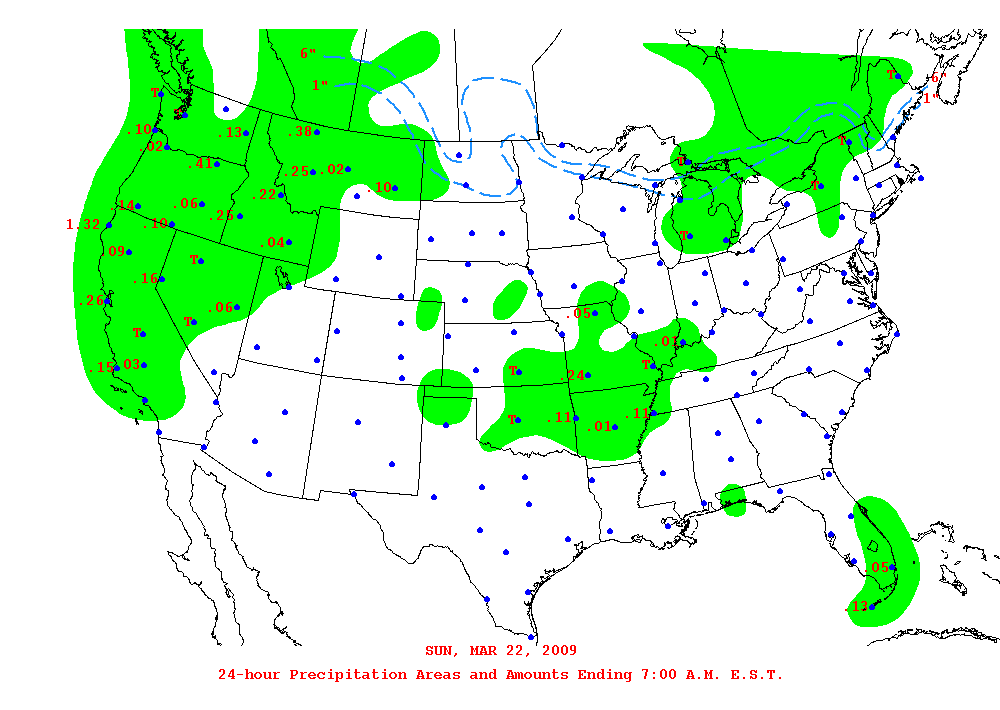 6"
1"
T
6"
1"
T
.10
.02
.13
.38
.41
.25
.02
.10
.22
T
T
T
.14
.06
.25
.10
1.32
.09
.04
T
T
.16
.26
.06
T
T
.05
.01
.15
.03
T
.24
T
T
.11
.01
.11
.05
.13
SUN, MAR 22, 2009
24-hour Precipitation Areas and Amounts Ending 7:00 A.M. E.S.T.